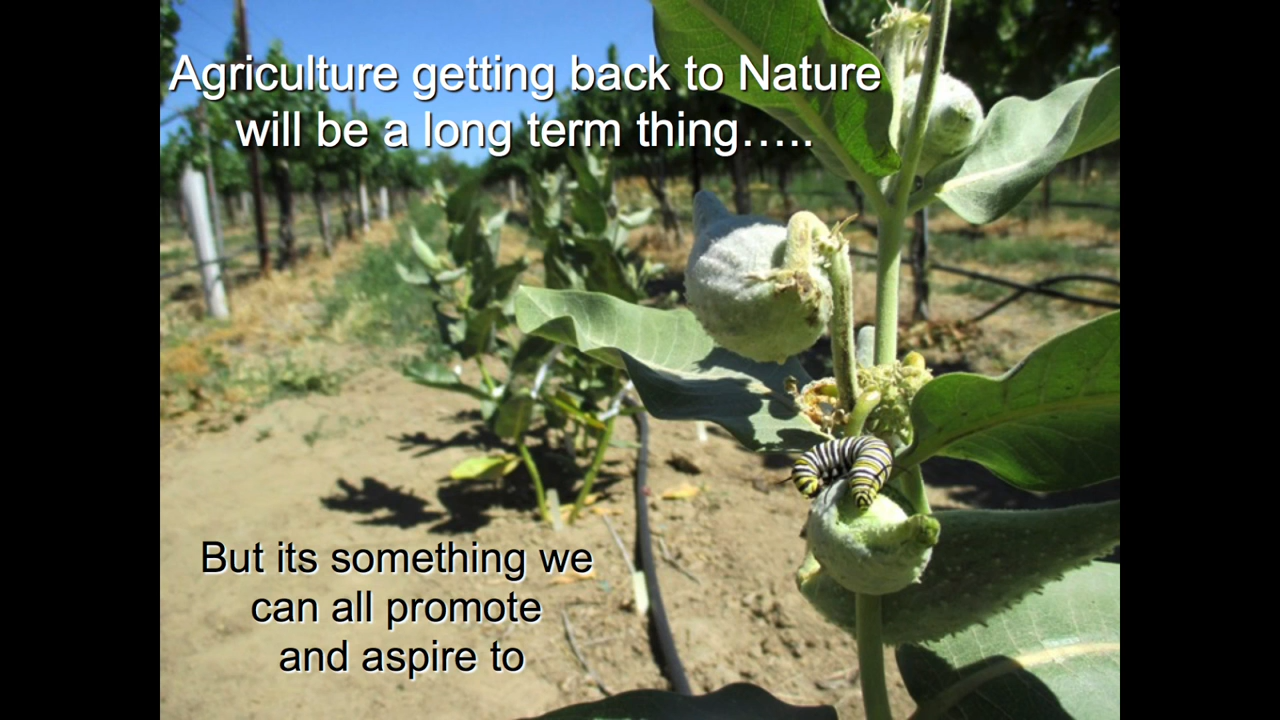 Agriculture getting back to Nature
will be a long term thing…..
But its something we
can all promote
and aspire to